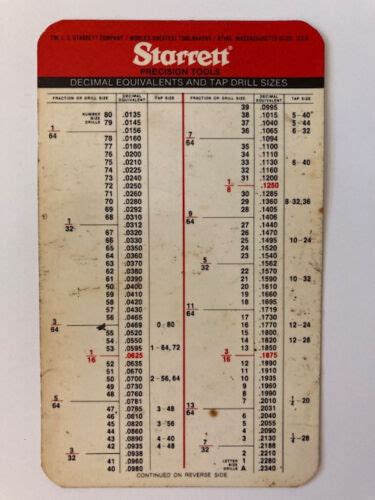 THE L. S. STARRETT COMPANY / WORLD'S GREATEST TOOLMAKERS / ATHOL, MASSACHUSETTS 01331, U.S.A.
Starrett®
PRECISION TOOLS
DECIMAL EQUIVALENTS AND TAP DRILL SIZES
FRACTION OR DRILL SIZE DECIMAL EQUIVALENT TAP SIZE
NUMBER SIZE DRILLS 80 .0135
79 .0145
1/64 .0156
78 .0160
77 .0180
76 .0200
75 .0210
74 .0225
73 .0240
72 .0250
71 .0260
70 .0280
69 .0292
68 .0310
1/32 .0312
67 .0320
66 .0330
65 .0350
64 .0360
63 .0370
62 .0380
61 .0390
60 .0400
59 .0410
58 .0420
57 .0430
56 .0465
3/64 .0469 0-80
55 .0520
54 .0550
53 .0595 1-64,72
1/16 .0625
52 .0635
51 .0670
50 .0700 2-56,64
49 .0730
48 .0760
5/64 .0781
47 .0785 3-48
46 .0810
45 .0820 3-56
44 .0860
43 .0890 4-40
42 .0935 4-48
3/32 .0938
41 .0960
40 .0980
FRACTION OR DRILL SIZE DECIMAL EQUIVALENT TAP SIZE
39 .0995
38 .1015 5-40
37 .1040 5-44
36 .1065 6-32
7/64 .1094
35 .1100
34 .1110
33 .1130 6-40
32 .1160
31 .1200
1/8 .1250
30 .1285
29 .1360 8-32,36
28 .1405
9/64 .1406
27 .1440
26 .1470
25 .1495 10-24
24 .1520
23 .1540
5/32 .1562
22 .1570
21 .1590 10-32
20 .1610
19 .1660
18 .1695
11/64 .1719
17 .1730
16 .1770 12-24
15 .1800
14 .1820 12-28
13 .1850
3/16 .1875
12 .1890
11 .1910
10 .1935
9 .1960
8 .1990
7 .2010 1/4-20
13/64 .2031
6 .2040
5 .2055
4 .2090
3 .2130 1/4-28
7/32 .2188
2 .2210
1 .2280
LETTER SIZES A .2340
CONTINUED ON REVERSE SIDE